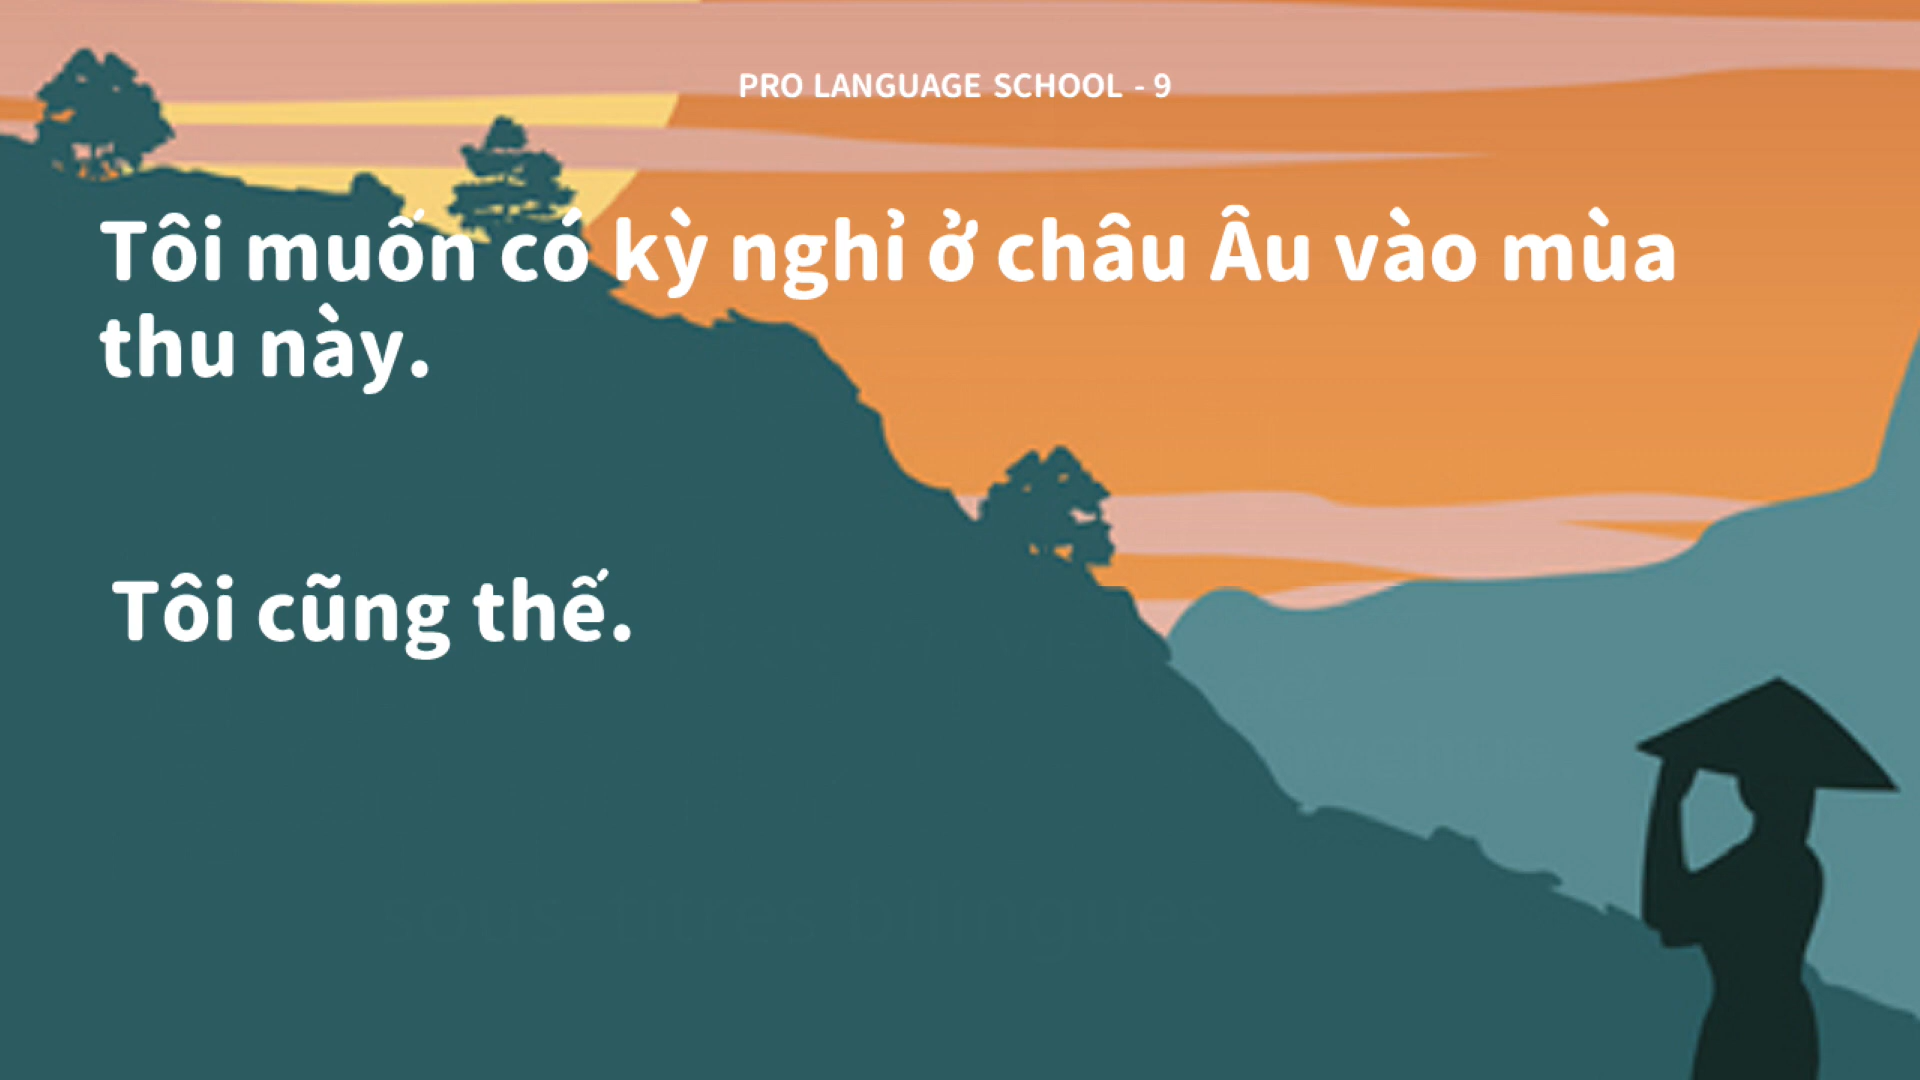 PRO LANGUAGE SCHOOL - 9
Tôi muốn có kỳ nghỉ ở châu Âu vào mùa
thu này.
Tôi cũng thế.